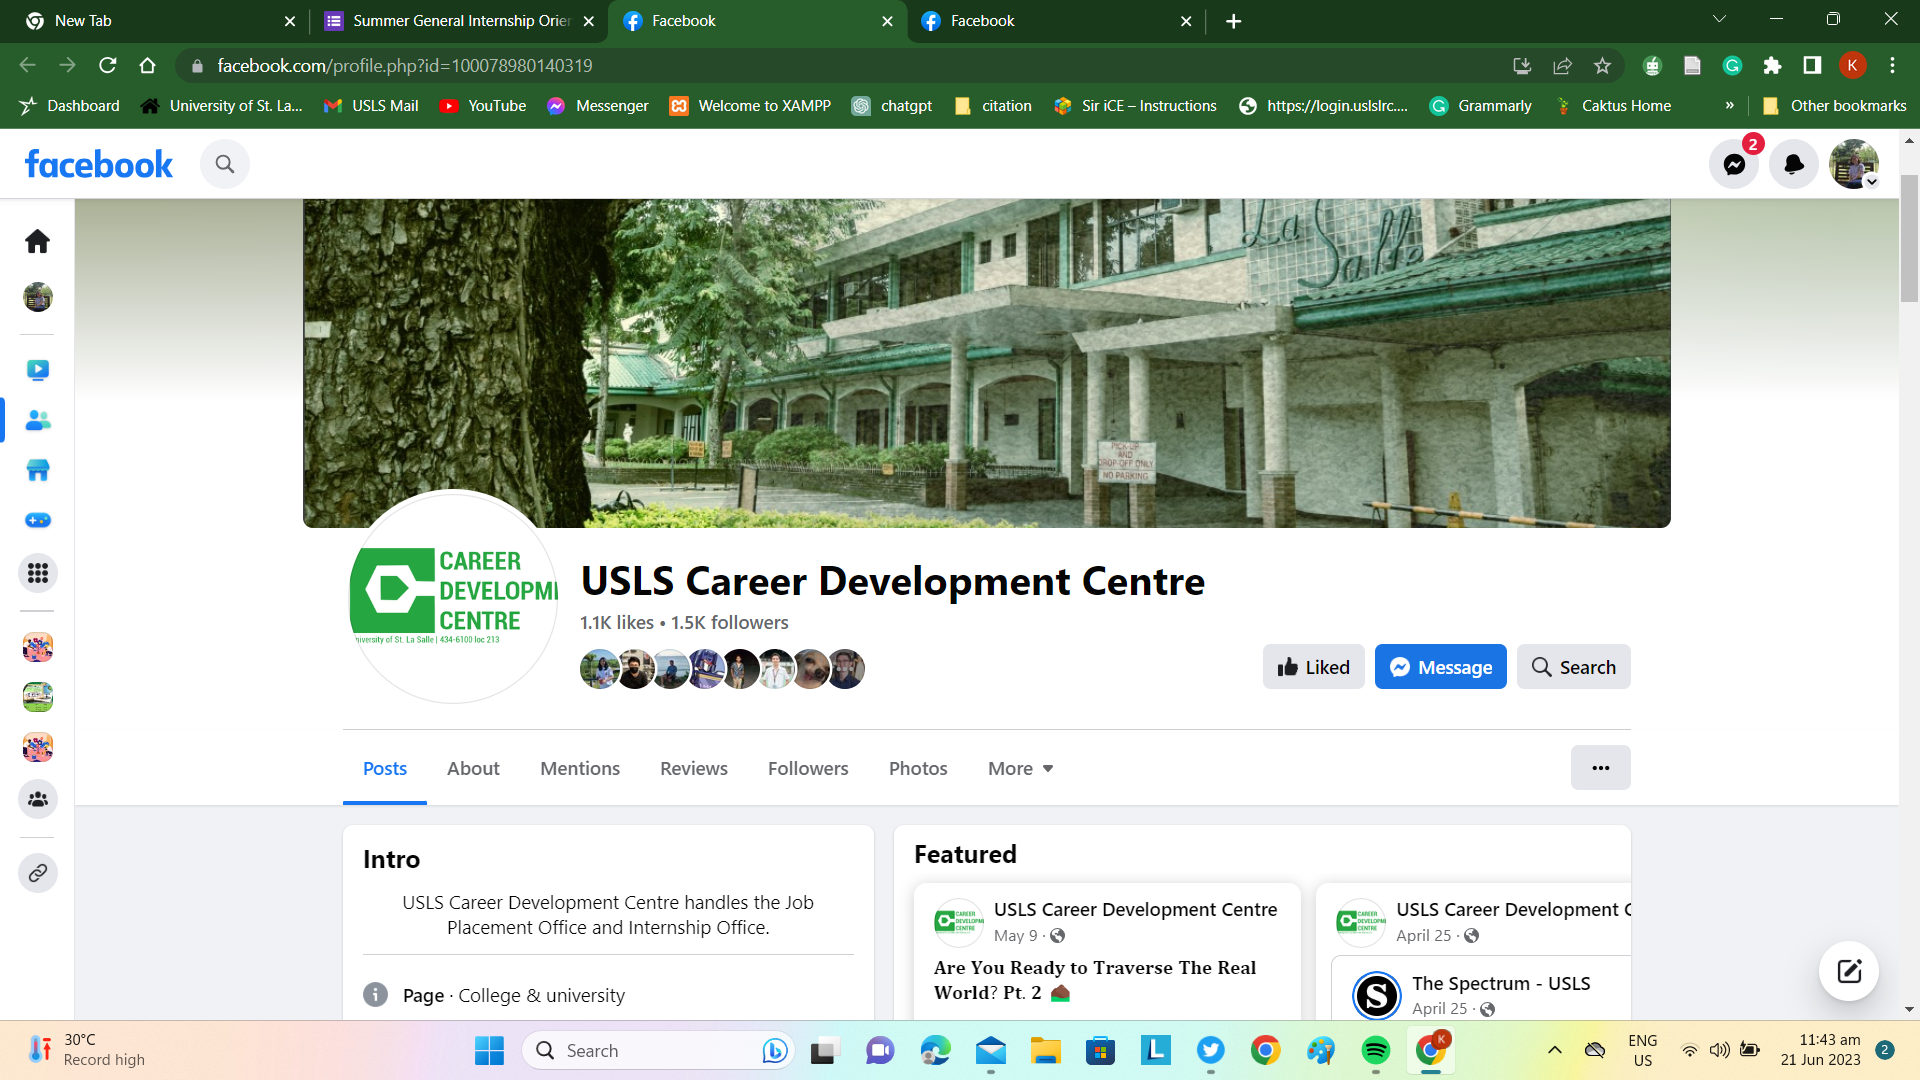 New Tab
Summer General Internship Orie
Facebook
Facebook
facebook.com/profile.php?id=100078980140319
K
Dashboard
University of St. La...
USLS Mail
YouTube
Messenger
Welcome to XAMPP
chatgpt
citation
Sir iCE – Instructions
https://login.uslslrc....
Grammarly
Caktus Home
»
Other bookmarks
facebook
2
La Salle
PICK-UP
AND
DROP-OFF ONLY
NO PARKING
CAREER
DEVELOPME
CENTRE
niversity of St. La Salle | 434-6100 loc 213
USLS Career Development Centre
1.1K likes • 1.5K followers
Liked
Message
Search
Posts
About
Mentions
Reviews
Followers
Photos
More
Intro
USLS Career Development Centre handles the Job
Placement Office and Internship Office.
Page · College & university
Featured
USLS Career Development Centre
May 9 ·
Are You Ready to Traverse The Real
World? Pt. 2
USLS Career Development C
April 25 ·
The Spectrum - USLS
April 25 ·
30°C
Record high
Search
ENG
US
11:43 am
21 Jun 2023
2